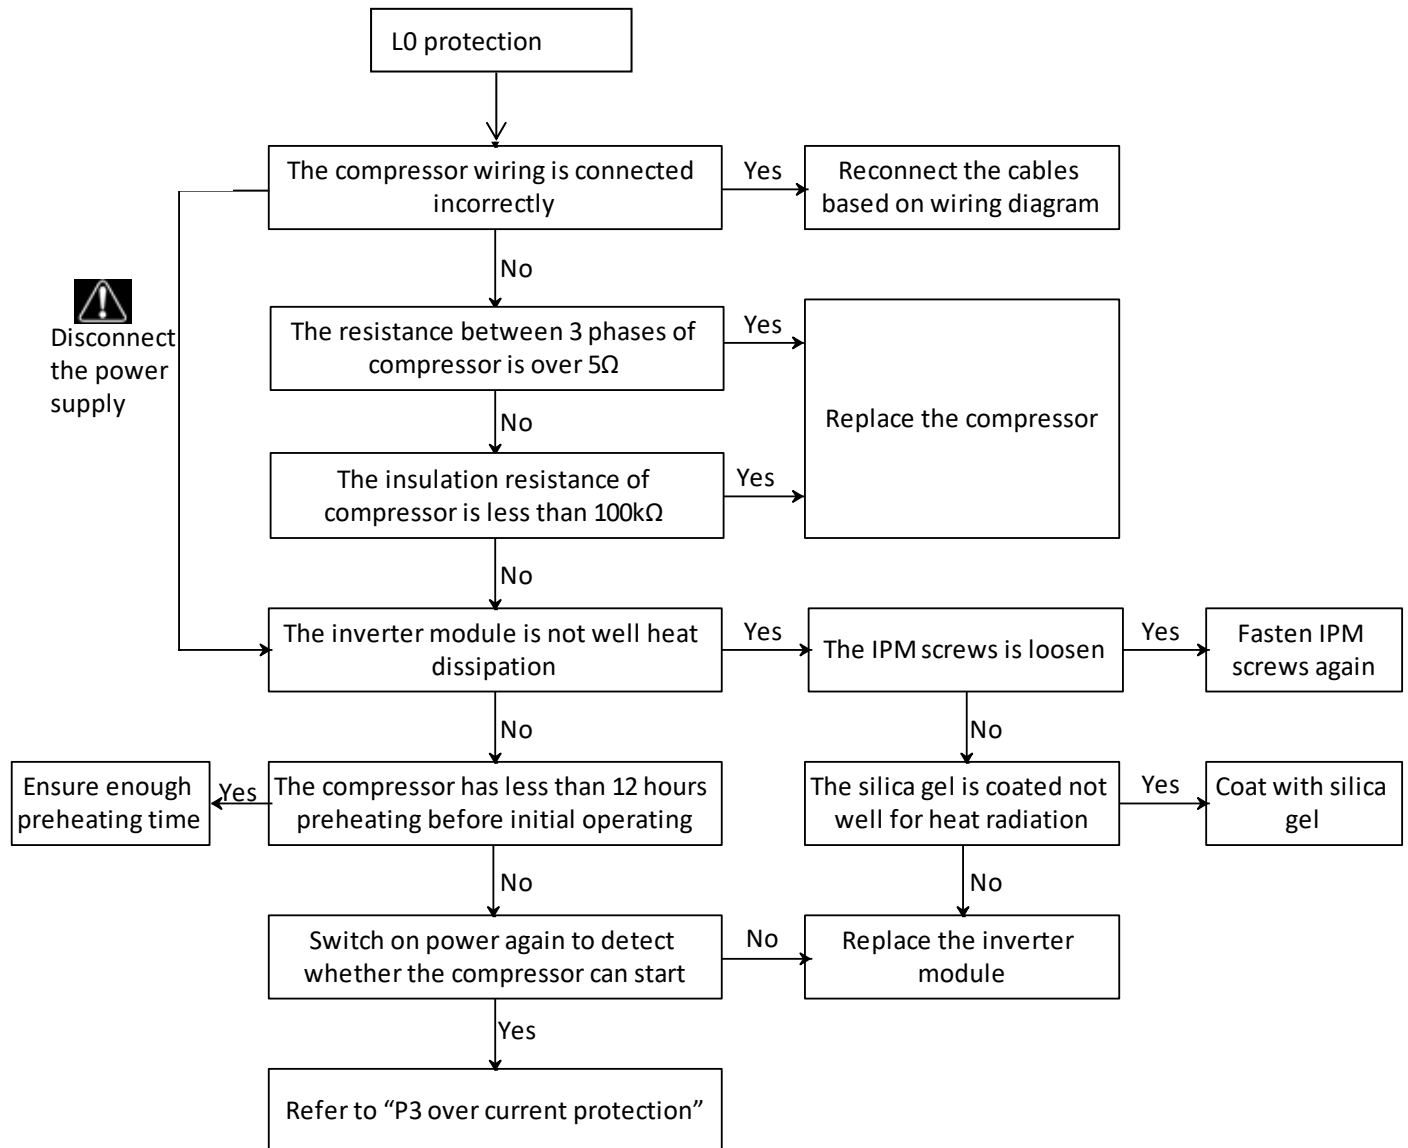 L0 protection
The compressor wiring is connected
incorrectly
Yes
Reconnect the cables
based on wiring diagram
No
Disconnect
the power
supply
The resistance between 3 phases of
compressor is over 5Ω
Yes
Replace the compressor
No
The insulation resistance of
compressor is less than 100kΩ
Yes
No
The inverter module is not well heat
dissipation
Yes
The IPM screws is loosen
Yes
Fasten IPM
screws again
No
No
Ensure enough
preheating time
Yes
The compressor has less than 12 hours
preheating before initial operating
The silica gel is coated not
well for heat radiation
Yes
Coat with silica
gel
No
No
Switch on power again to detect
whether the compressor can start
No
Replace the inverter
module
Yes
Refer to “P3 over current protection”